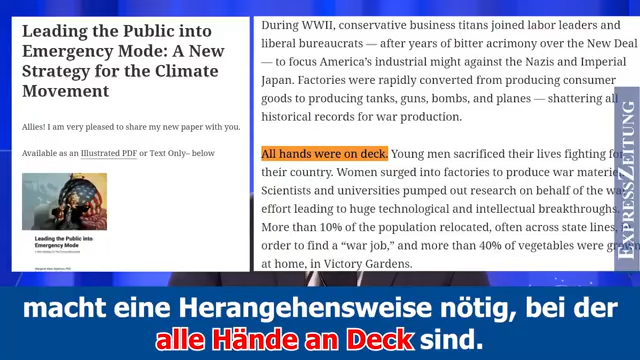 Leading the Public into
Emergency Mode: A New
Strategy for the Climate
Movement
Allies! I am very pleased to share my new paper with you.
Available as an Illustrated PDF or Text Only– below
Leading the Public into
Emergency Mode
During WWII, conservative business titans joined labor leaders and
liberal bureaucrats — after years of bitter acrimony over the New Deal
— to focus America's industrial might against the Nazis and Imperial
Japan. Factories were rapidly converted from producing consumer
goods to producing tanks, guns, bombs, and planes — shattering all
historical records for war production.
All hands were on deck. Young men sacrificed their lives fighting for
their country. Women surged into factories to produce war materiel.
Scientists and universities pumped out research on behalf of the war
effort leading to huge technological and intellectual breakthroughs.
More than 10% of the population relocated, often across state lines, in
order to find a “war job,” and more than 40% of vegetables were grown
at home, in Victory Gardens.
EXPRESSZEITUNG
macht eine Herangehensweise nötig, bei der
alle Hände an Deck sind.